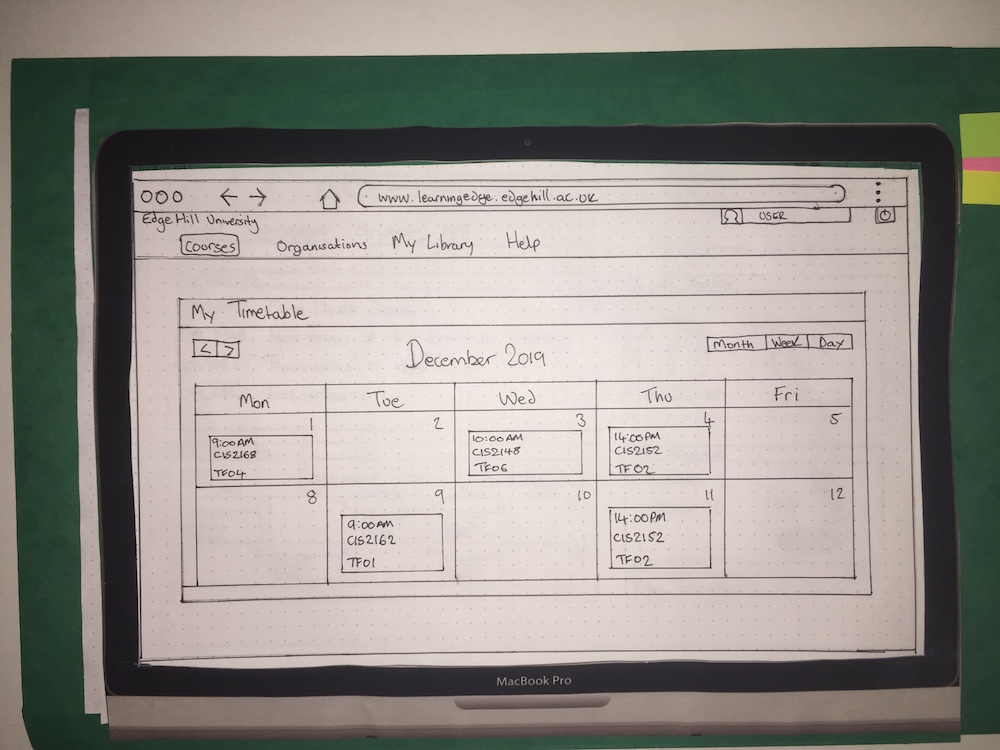 www.learningedge.edgehill.ac.uk
Edge Hill University
USER
Courses Organisations My Library Help
My Timetable
< >
December 2019
Month Week Day
Mon Tue Wed Thu Fri
1 2 3 4 5
9:00AM
CIS2168
TF04
10:00AM
CIS2148
TF06
14:00PM
CIS2152
TF02
8 9 10 11 12
9:00AM
CIS2162
TF01
14:00PM
CIS2152
TF02
MacBook Pro